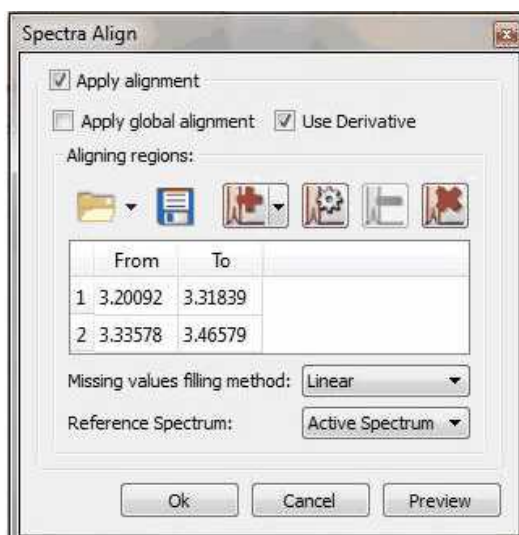 Spectra Align
Apply alignment
Apply global alignment Use Derivative
Aligning regions:
From To
1 3.20092 3.31839
2 3.33578 3.46579
Missing values filling method: Linear
Reference Spectrum: Active Spectrum
Ok Cancel Preview